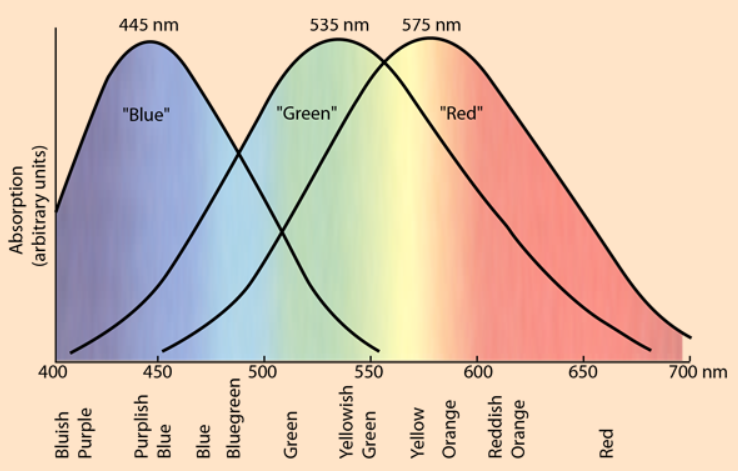 445 nm
535 nm
575 nm
"Blue"
"Green"
"Red"
Absorption
(arbitrary units)
400
450
500
550
600
650
700 nm
Bluish
Purple
Purplish
Blue
Blue
Bluegreen
Green
Yellowish
Green
Yellow
Orange
Reddish
Orange
Red